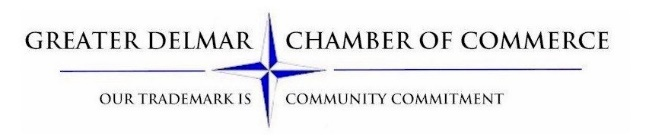 GREATER DELMAR CHAMBER OF COMMERCE
OUR TRADEMARK IS COMMUNITY COMMITMENT